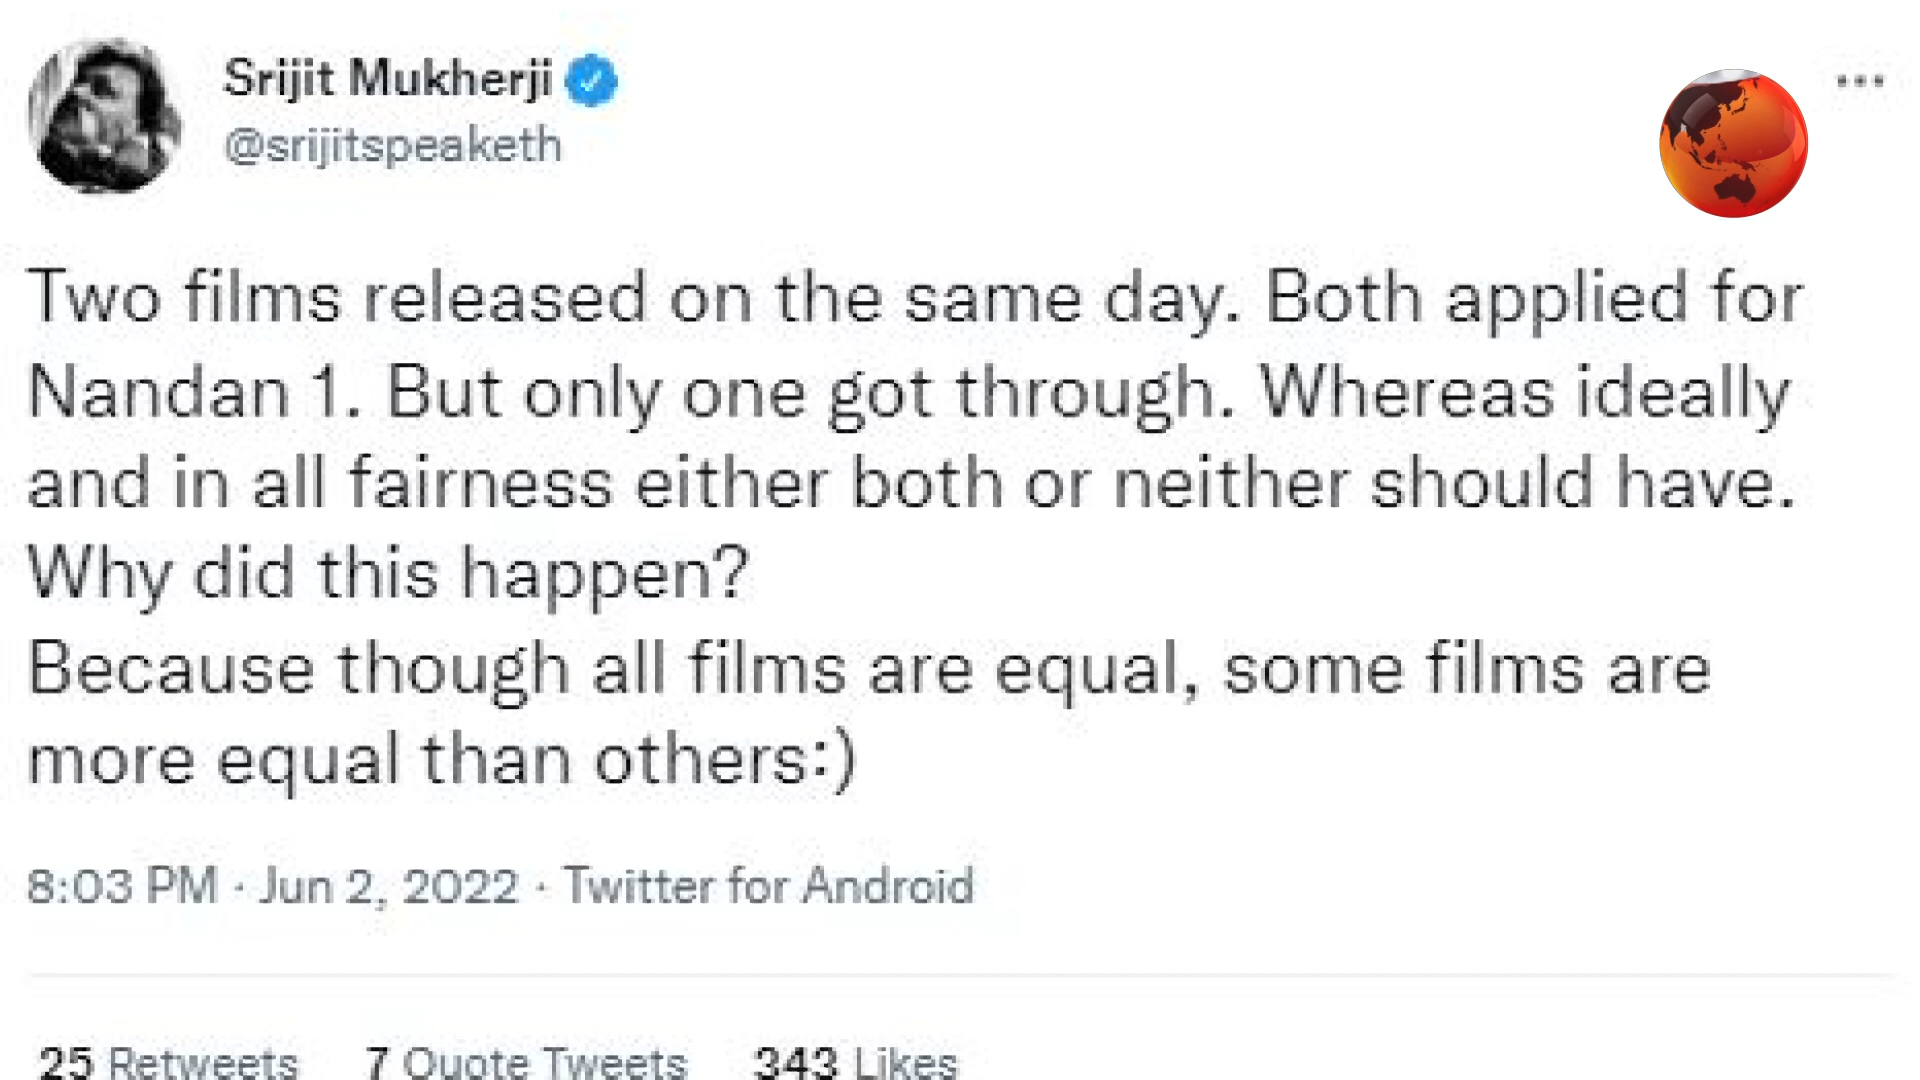 Srijit Mukherji
@srijitspeaketh
Two films released on the same day. Both applied for
Nandan 1. But only one got through. Whereas ideally
and in all fairness either both or neither should have.
Why did this happen?
Because though all films are equal, some films are
more equal than others:)
8:03 PM · Jun 2, 2022 · Twitter for Android
25 Retweets 7 Quote Tweets 343 Likes